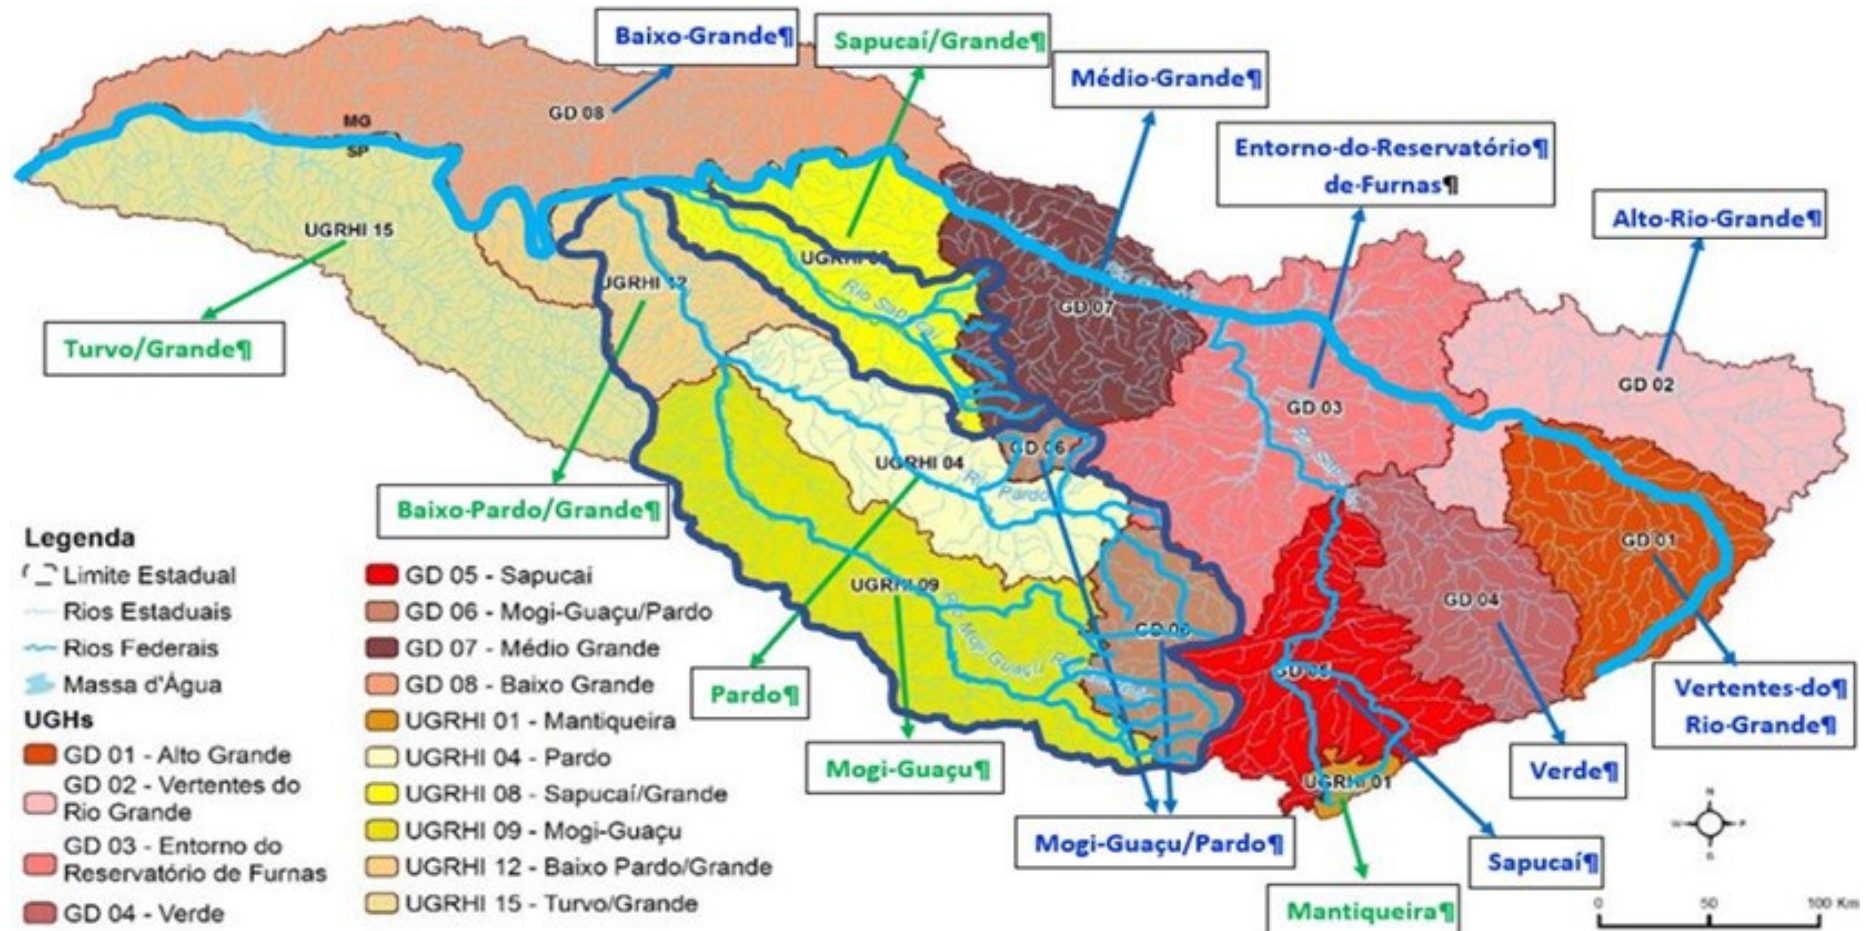 Baixo-Grande¶
Sapucaí/Grande¶
Médio-Grande¶
Entorno-do-Reservatório¶
de-Furnas¶
Alto-Rio-Grande¶
GD 08
MG
SP
UGRHI 15
UGRHI 12
GD 07
GD 03
GD 02
GD 06
UGRHI 04
Rio Pardo
Rio Sapucaí
GD 01
UGRHI 09
Rio Mogi-Guaçu
GD 06
GD 04
GD 05
UGRHI 01
Turvo/Grande¶
Baixo-Pardo/Grande¶
Pardo¶
Mogi-Guaçu¶
Mogi-Guaçu/Pardo¶
Mantiqueira¶
Sapucaí¶
Verde¶
Vertentes-do¶
Rio-Grande¶
Legenda
Limite Estadual
Rios Estaduais
Rios Federais
Massa d'Água
UGHs
GD 01 - Alto Grande
GD 02 - Vertentes do
Rio Grande
GD 03 - Entorno do
Reservatório de Furnas
GD 04 - Verde
GD 05 - Sapucai
GD 06 - Mogi-Guaçu/Pardo
GD 07 - Médio Grande
GD 08 - Baixo Grande
UGRHI 01 - Mantiqueira
UGRHI 04 - Pardo
UGRHI 08 - Sapucaí/Grande
UGRHI 09 - Mogi-Guaçu
UGRHI 12 - Baixo Pardo/Grande
UGRHI 15 - Turvo/Grande
N
0 50 100 Km